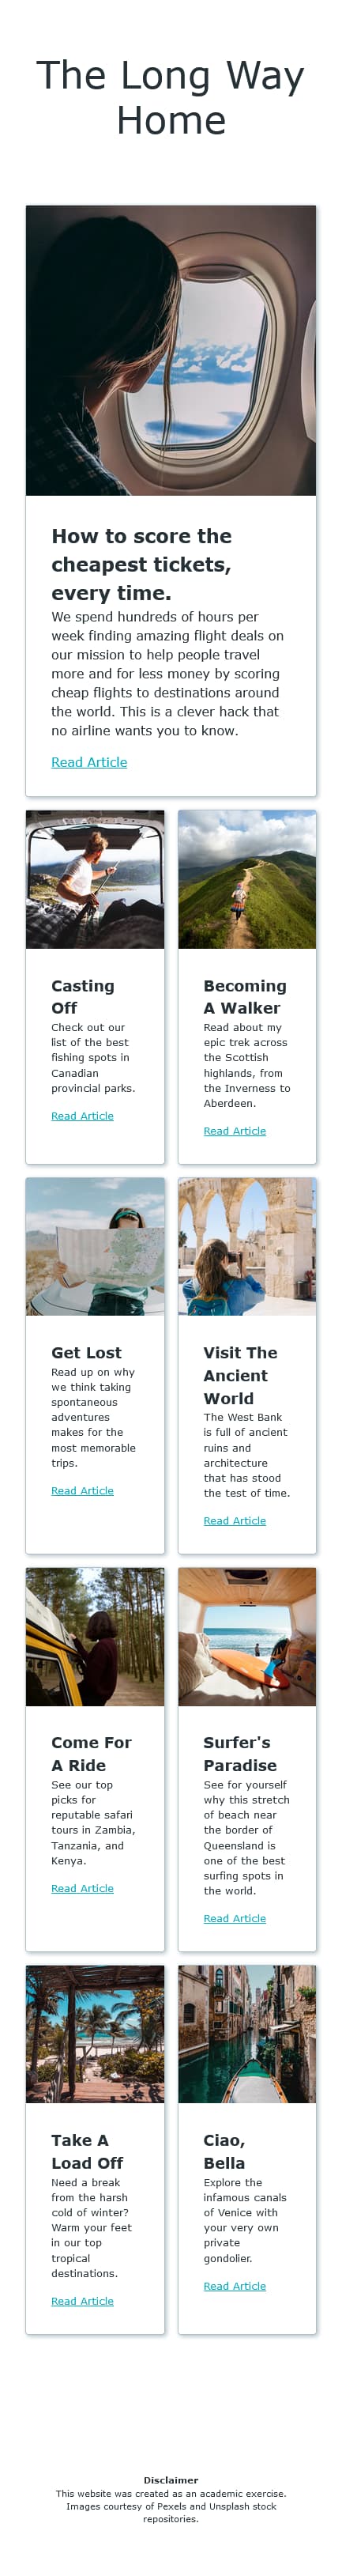 The Long Way
Home
How to score the
cheapest tickets,
every time.
We spend hundreds of hours per
week finding amazing flight deals on
our mission to help people travel
more and for less money by scoring
cheap flights to destinations around
the world. This is a clever hack that
no airline wants you to know.
Read Article
Casting
Off
Check out our
list of the best
fishing spots in
Canadian
provincial parks.
Read Article
Becoming
A Walker
Read about my
epic trek across
the Scottish
highlands, from
the Inverness to
Aberdeen.
Read Article
Get Lost
Read up on why
we think taking
spontaneous
adventures
makes for the
most memorable
trips.
Read Article
Visit The
Ancient
World
The West Bank
is full of ancient
ruins and
architecture
that has stood
the test of time.
Read Article
Come For
A Ride
See our top
picks for
reputable safari
tours in Zambia,
Tanzania, and
Kenya.
Read Article
Surfer's
Paradise
See for yourself
why this stretch
of beach near
the border of
Queensland is
one of the best
surfing spots in
the world.
Read Article
Take A
Load Off
Need a break
from the harsh
cold of winter?
Warm your feet
in our top
tropical
destinations.
Read Article
Ciao,
Bella
Explore the
infamous canals
of Venice with
your very own
private
gondolier.
Read Article
Disclaimer
This website was created as an academic exercise.
Images courtesy of Pexels and Unsplash stock
repositories.